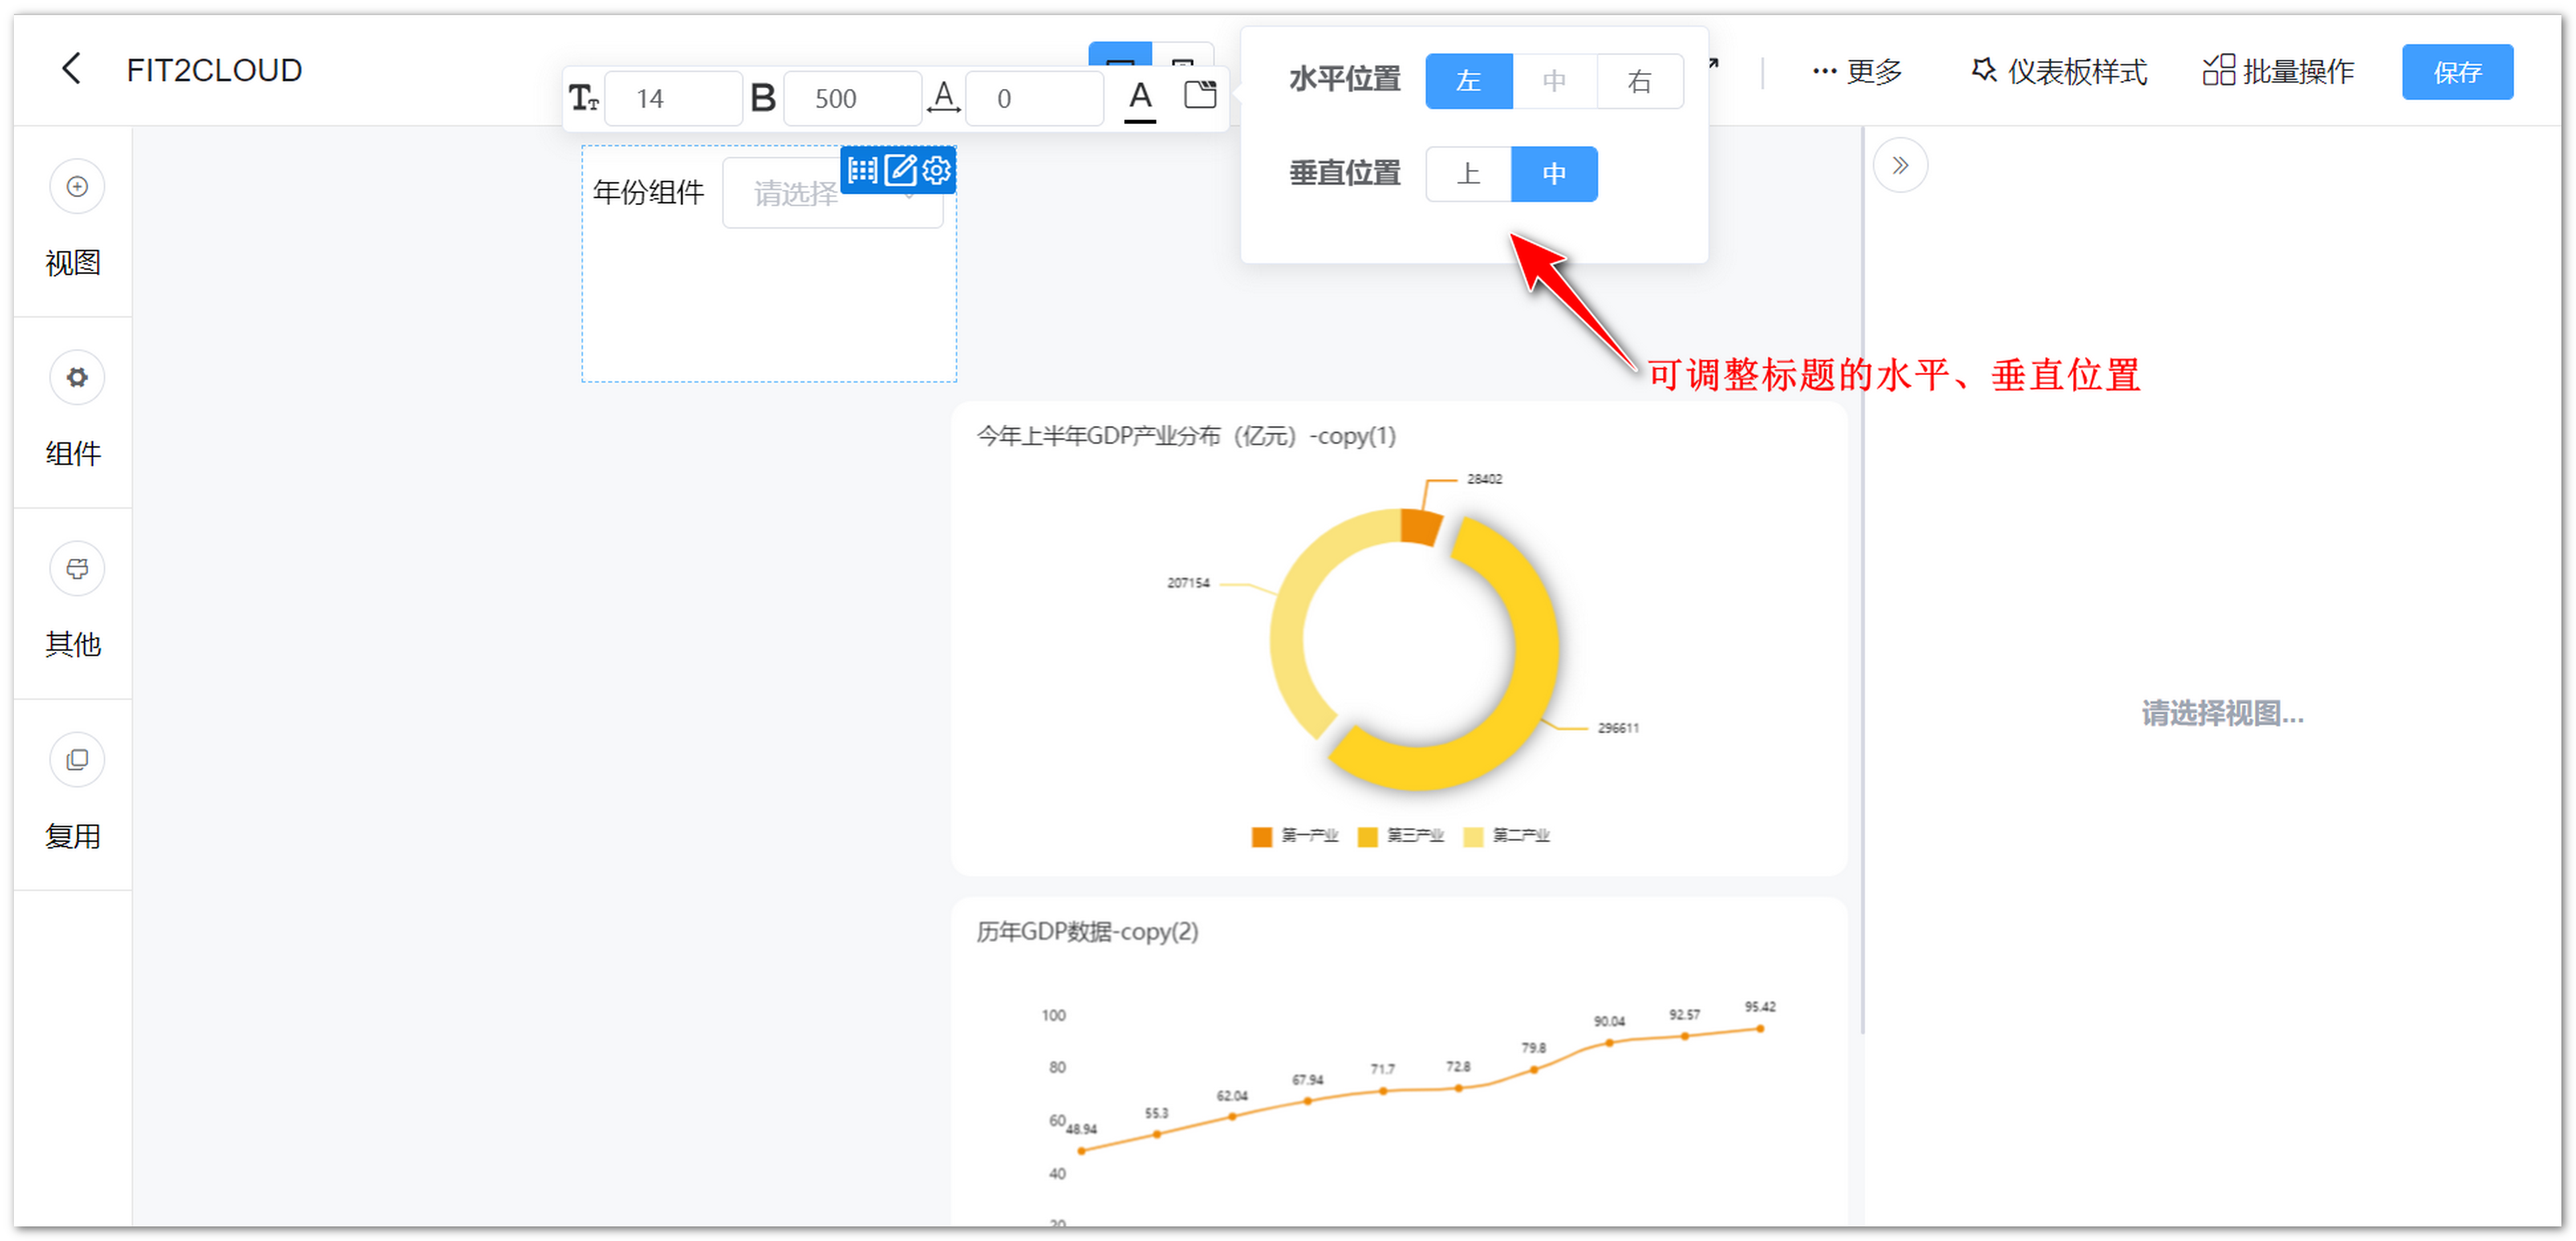 FIT2CLOUD
14
B
500
A
0
A
水平位置
左
中
右
垂直位置
上
中
更多
仪表板样式
批量操作
保存
视图
组件
其他
复用
年份组件
请选择
可调整标题的水平、垂直位置
请选择视图...
今年上半年GDP产业分布（亿元）-copy(1)
28402
207154
296611
第一产业
第三产业
第二产业
历年GDP数据-copy(2)
100
80
60
40
20
48.94
55.3
62.04
67.94
71.7
72.8
79.8
90.04
92.57
95.42